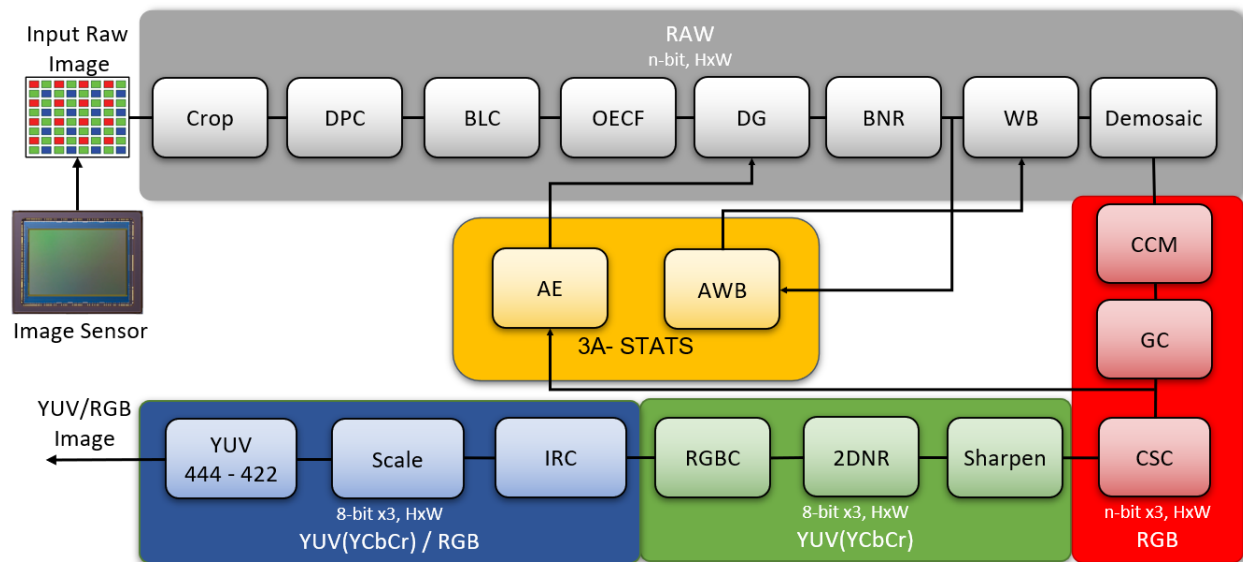 Input Raw
Image
RAW
n-bit, HxW
Crop
DPC
BLC
OECF
DG
BNR
WB
Demosaic
Image Sensor
AE
AWB
3A- STATS
CCM
GC
CSC
n-bit x3, HxW
RGB
YUV/RGB
Image
YUV
444 - 422
Scale
IRC
8-bit x3, HxW
YUV(YCbCr) / RGB
RGBC
2DNR
Sharpen
8-bit x3, HxW
YUV(YCbCr)